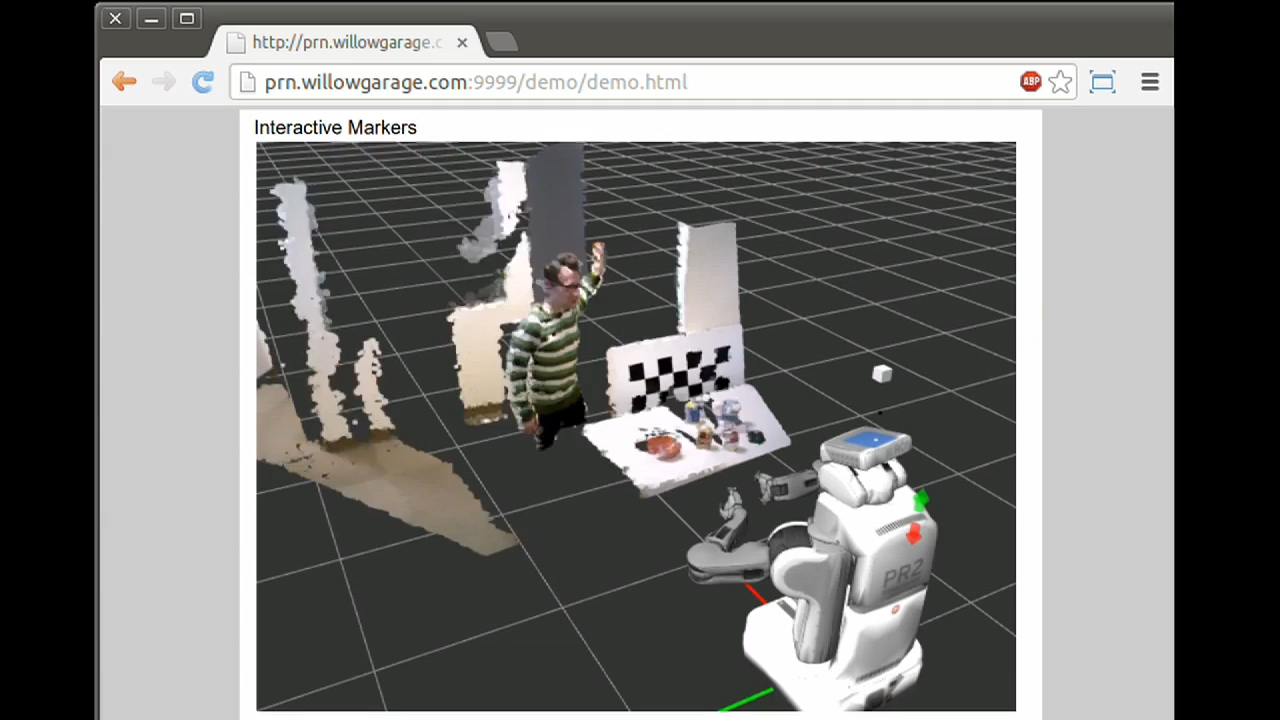 http://prn.willowgarage.c
prn.willowgarage.com:9999/demo/demo.html
ABP
Interactive Markers
PR2